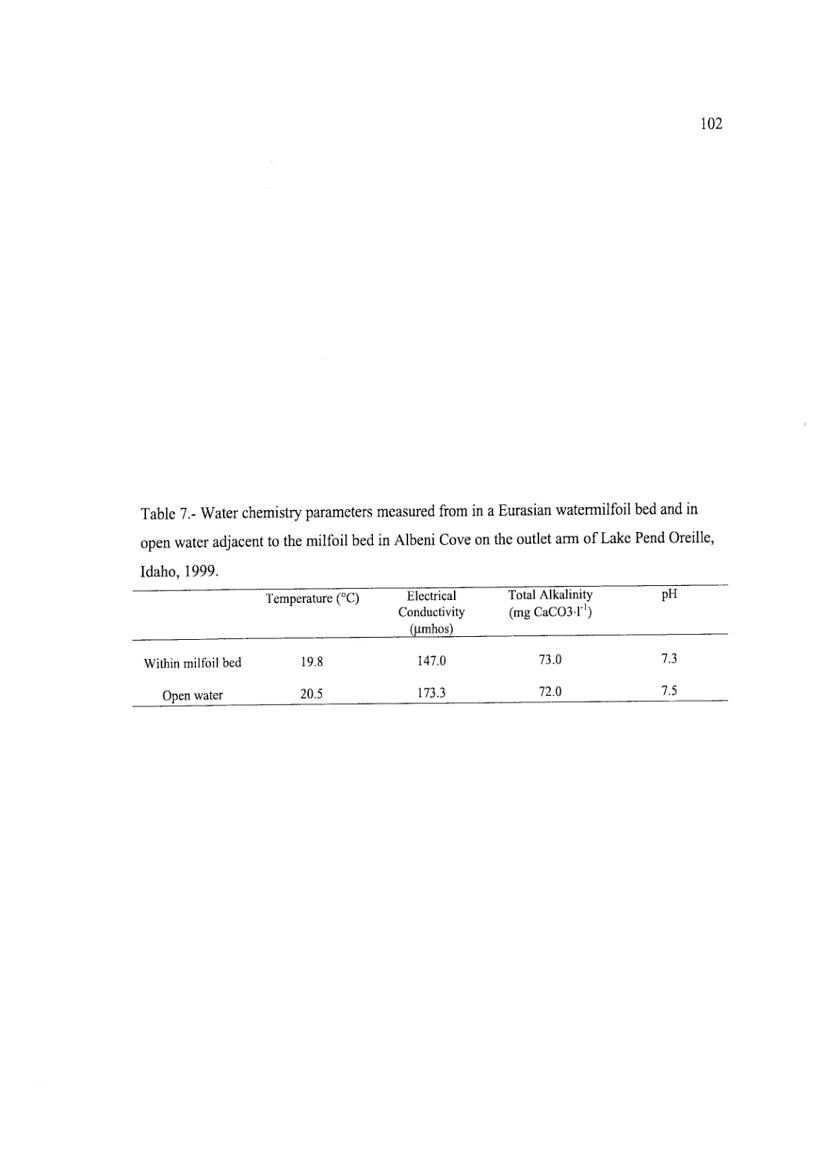 102
Table 7.- Water chemistry parameters measured from in a Eurasian watermilfoil bed and in
open water adjacent to the milfoil bed in Albeni Cove on the outlet arm of Lake Pend Oreille,
Idaho, 1999.
Temperature (°C) Electrical Total Alkalinity pH
Conductivity (mg CaCO3·l⁻¹)
(µmhos)
Within milfoil bed 19.8 147.0 73.0 7.3
Open water 20.5 173.3 72.0 7.5